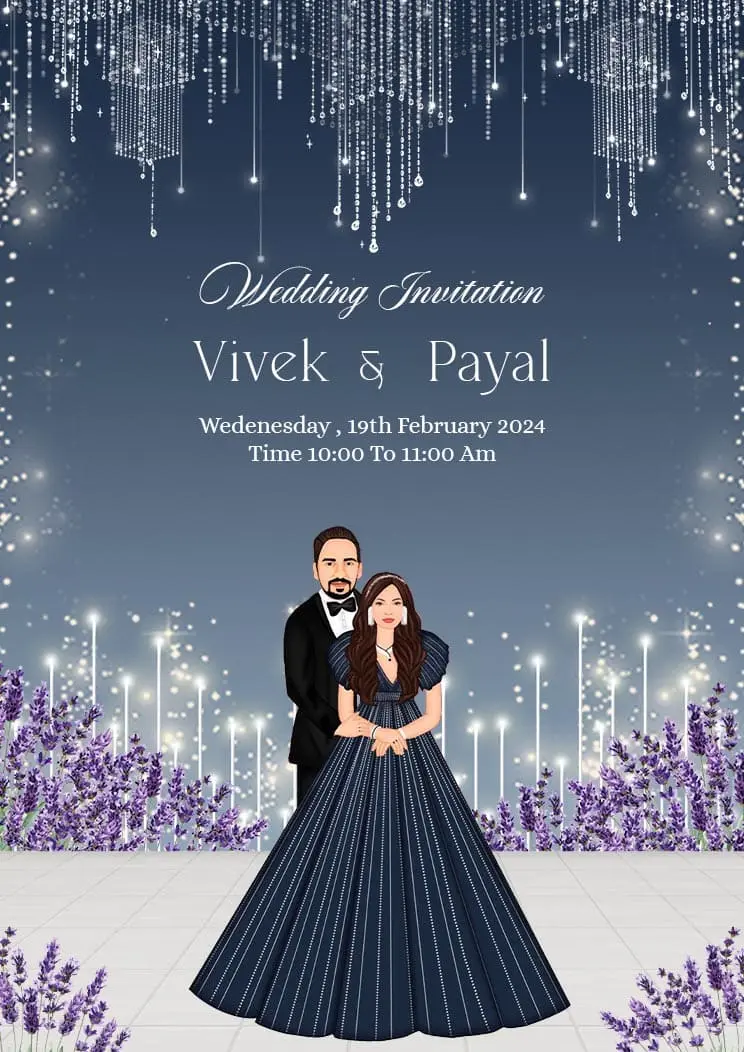 Wedding Invitation
Vivek & Payal
Wedenesday , 19th February 2024
Time 10:00 To 11:00 Am